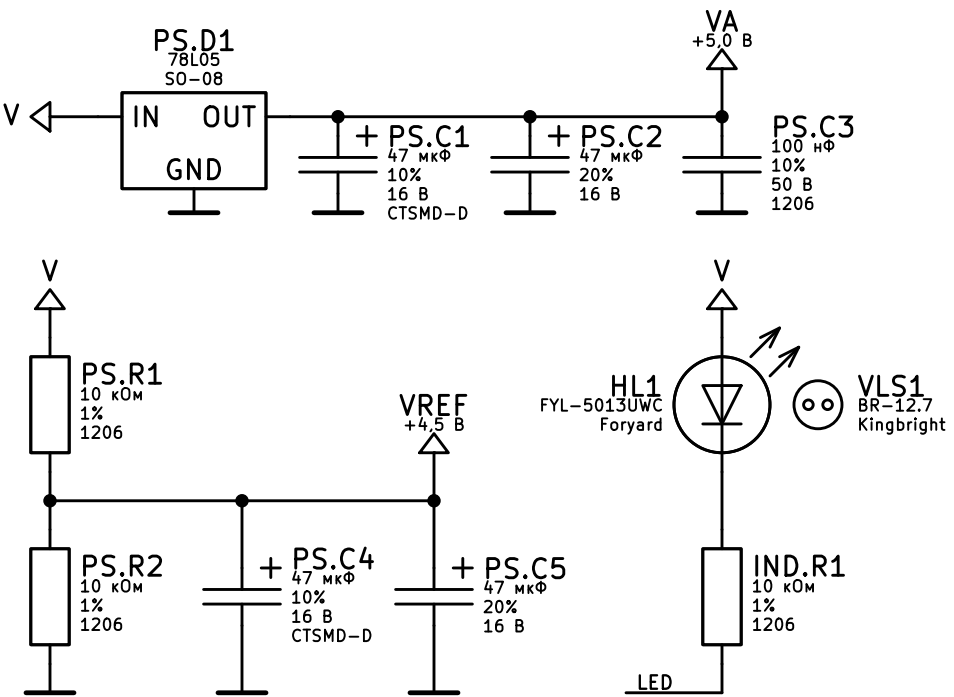 VA
+5,0 В
PS.D1
78L05
SO-08
V
IN OUT
GND
+ PS.C1
47 мкФ
10%
16 В
CTSMD-D
+ PS.C2
47 мкФ
20%
16 В
PS.C3
100 нФ
10%
50 В
1206
V
PS.R1
10 кОм
1%
1206
VREF
+4,5 В
PS.R2
10 кОм
1%
1206
+ PS.C4
47 мкФ
10%
16 В
CTSMD-D
+ PS.C5
47 мкФ
20%
16 В
V
HL1
FYL-5013UWC
Foryard
VLS1
BR-12.7
Kingbright
IND.R1
10 кОм
1%
1206
LED